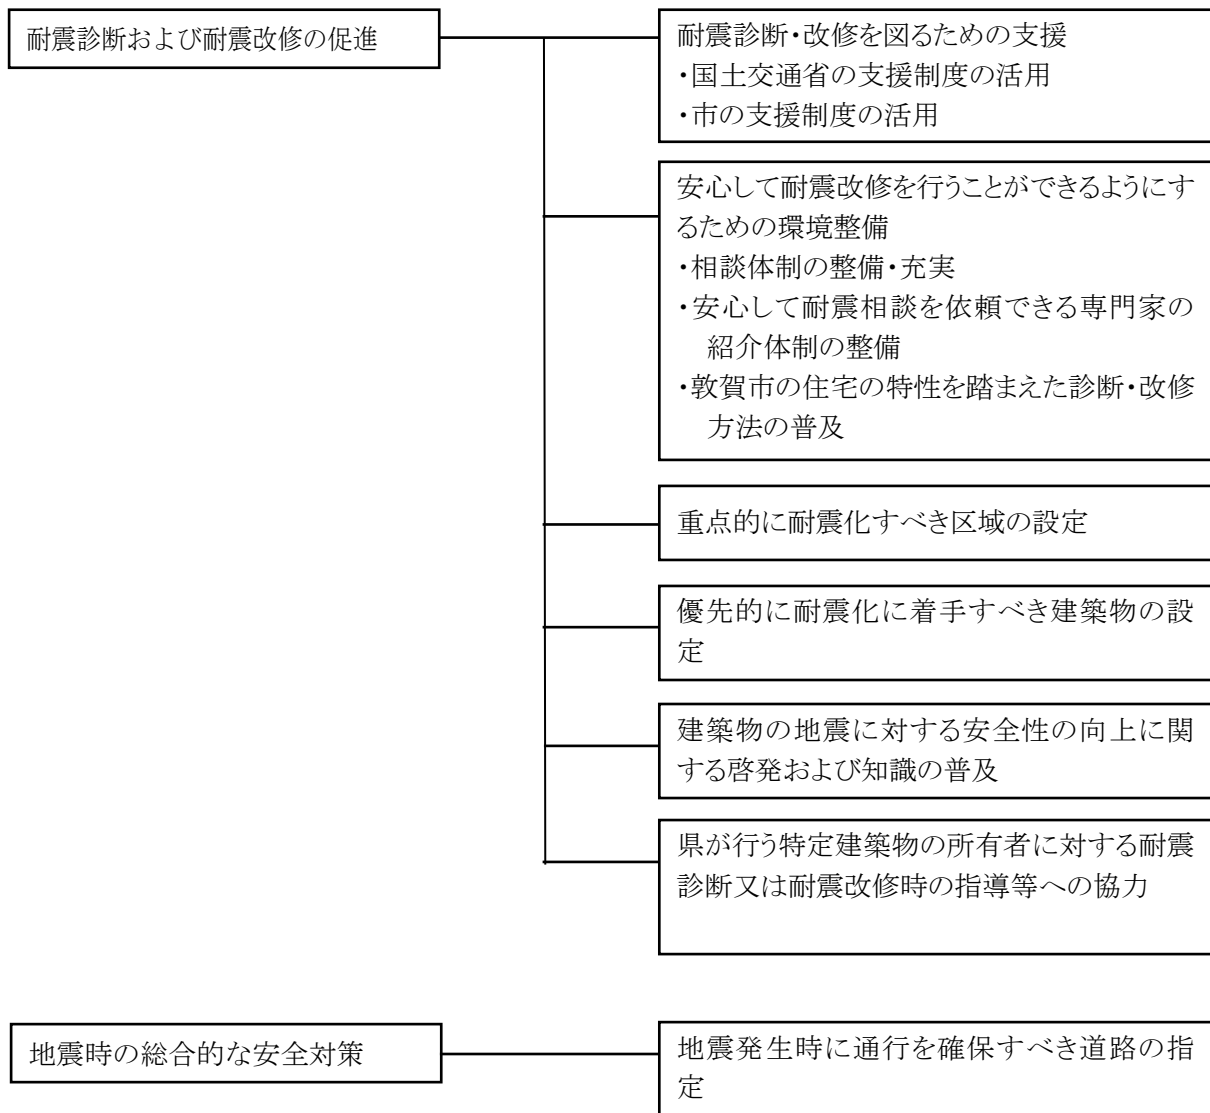 耐震診断および耐震改修の促進
耐震診断・改修を図るための支援
・国土交通省の支援制度の活用
・市の支援制度の活用
安心して耐震改修を行うことができるようにす
るための環境整備
・相談体制の整備・充実
・安心して耐震相談を依頼できる専門家の
紹介体制の整備
・敦賀市の住宅の特性を踏まえた診断・改修
方法の普及
重点的に耐震化すべき区域の設定
優先的に耐震化に着手すべき建築物の設
定
建築物の地震に対する安全性の向上に関
する啓発および知識の普及
県が行う特定建築物の所有者に対する耐震
診断又は耐震改修時の指導等への協力
地震時の総合的な安全対策
地震発生時に通行を確保すべき道路の指
定